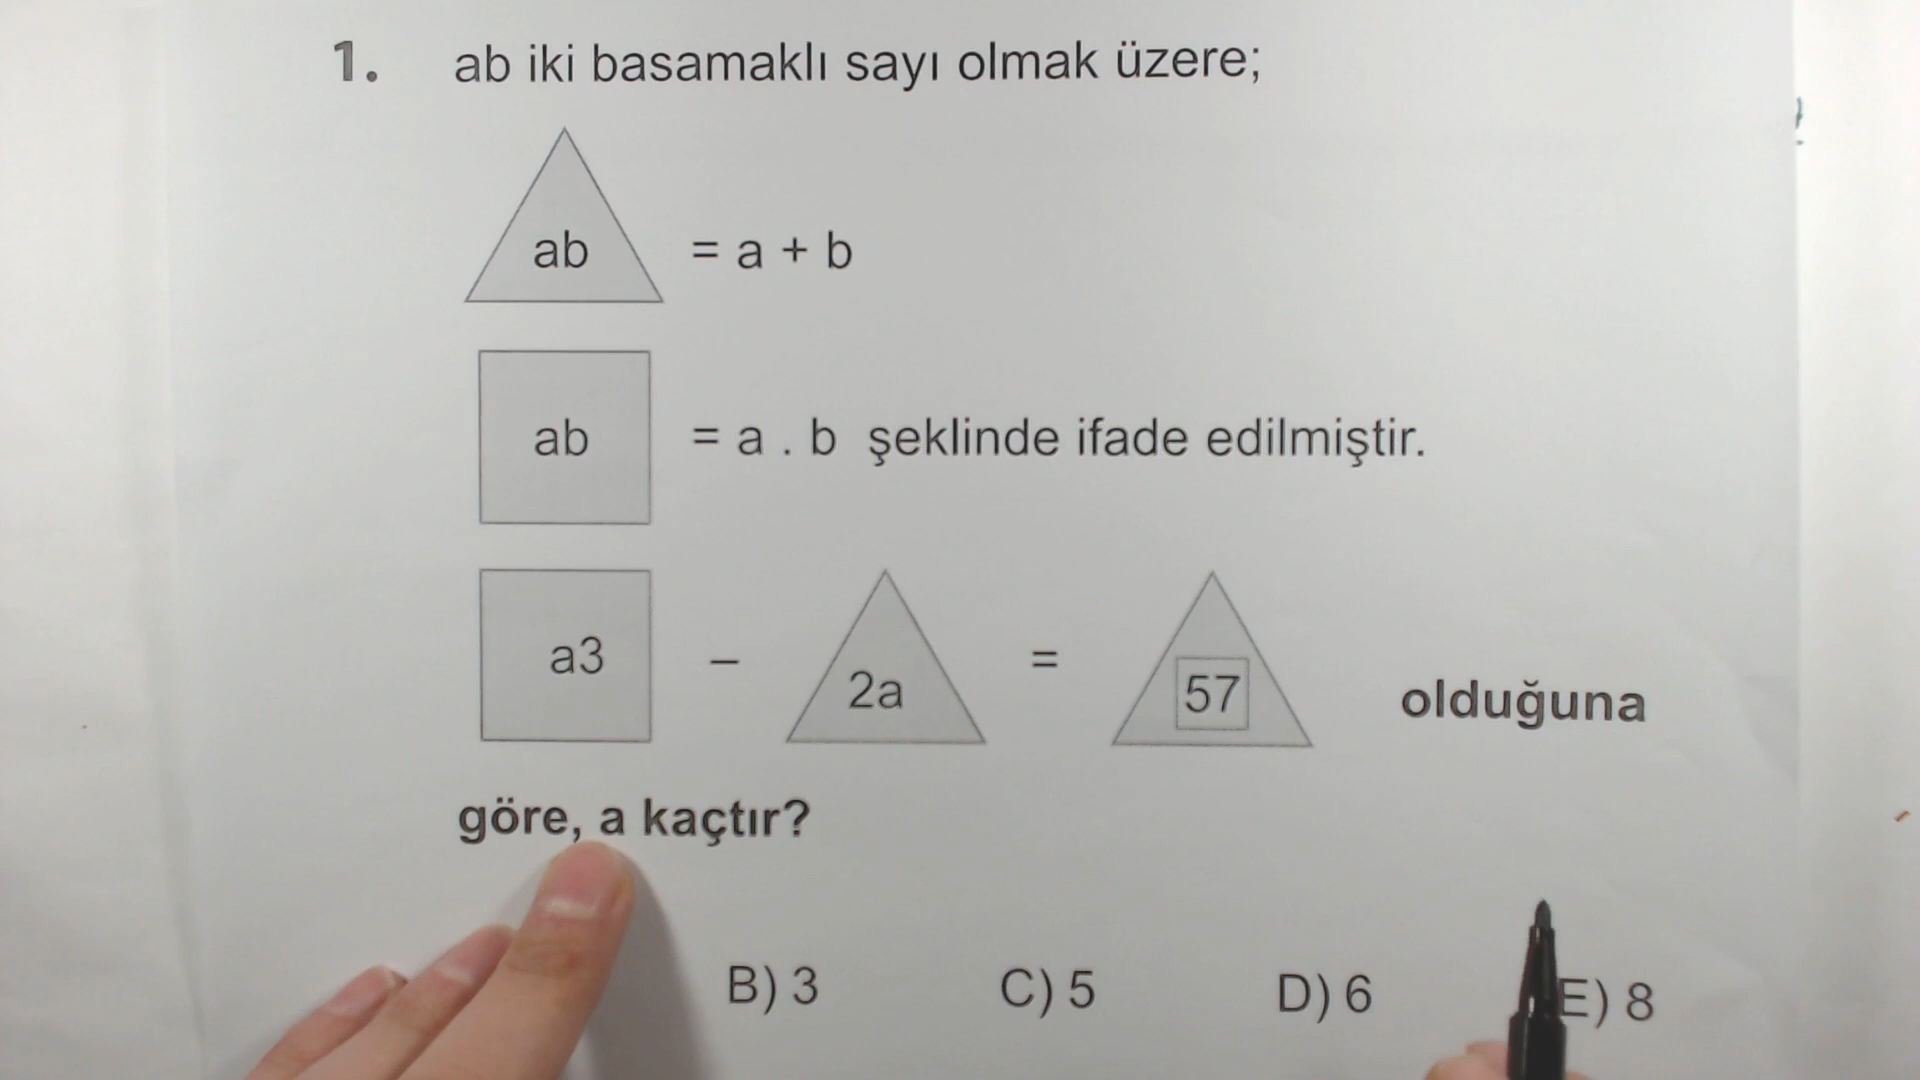 1. ab iki basamaklı sayı olmak üzere;
ab = a + b
ab = a . b şeklinde ifade edilmiştir.
a3 – 2a = 57 olduğuna
göre, a kaçtır?
B) 3 C) 5 D) 6 E) 8